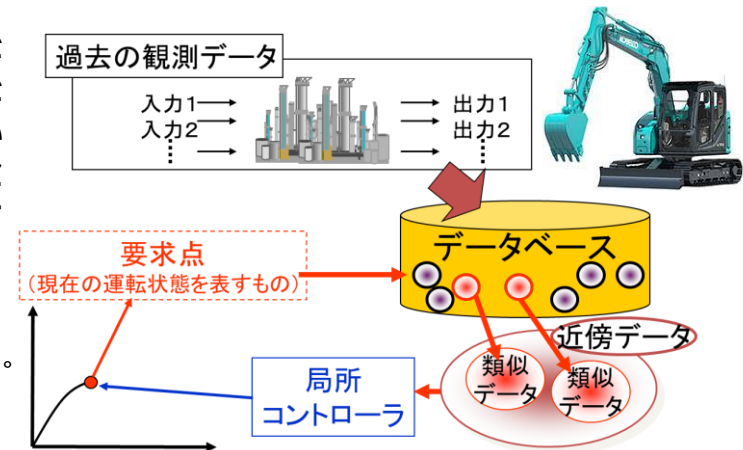 過去の観測データ
入力1
入力2
出力1
出力2
データベース
要求点
(現在の運転状態を表すもの)
近傍データ
類似
データ
類似
データ
局所
コントローラ
。